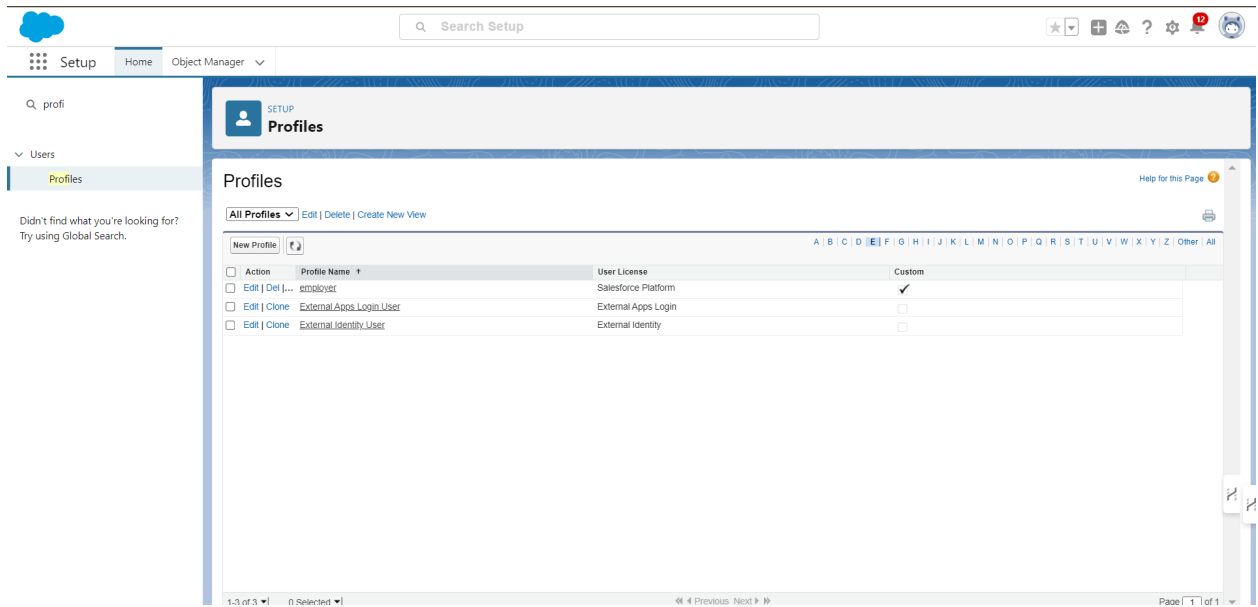 Search Setup
12
Setup Home Object Manager
profi
Users
Profiles
Didn't find what you're looking for?
Try using Global Search.
SETUP
Profiles
Profiles
Help for this Page
All Profiles Edit | Delete | Create New View
New Profile
A | B | C | D | E | F | G | H | I | J | K | L | M | N | O | P | Q | R | S | T | U | V | W | X | Y | Z | Other | All
Action Profile Name User License Custom
Edit | Del |... employer Salesforce Platform
Edit | Clone External Apps Login User External Apps Login
Edit | Clone External Identity User External Identity
1-3 of 3 0 Selected Previous Next Page 1 of 1